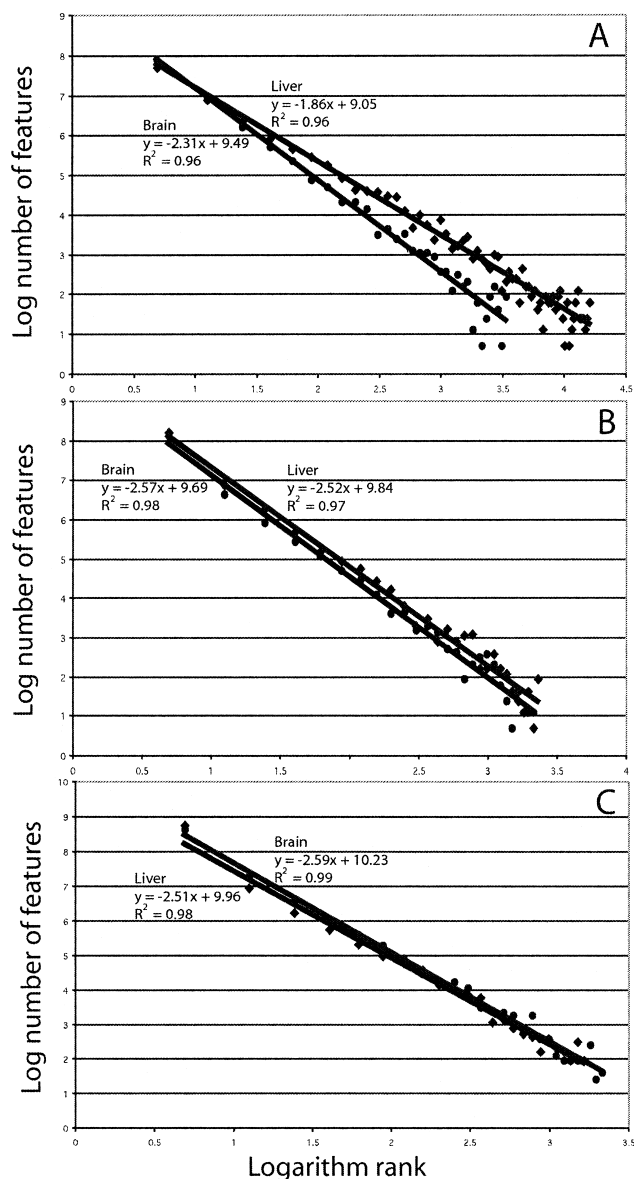 A
9
8
7
6
5
4
3
2
1
0
Log number of features
Liver
y = -1.86x + 9.05
R² = 0.96
Brain
y = -2.31x + 9.49
R² = 0.96
0 0.5 1 1.5 2 2.5 3 3.5 4 4.5
B
9
8
7
6
5
4
3
2
1
0
Log number of features
Brain
y = -2.57x + 9.69
R² = 0.98
Liver
y = -2.52x + 9.84
R² = 0.97
0 0.5 1 1.5 2 2.5 3 3.5 4
C
10
9
8
7
6
5
4
3
2
1
0
Log number of features
Brain
y = -2.59x + 10.23
R² = 0.99
Liver
y = -2.51x + 9.96
R² = 0.98
0 0.5 1 1.5 2 2.5 3 3.5
Logarithm rank